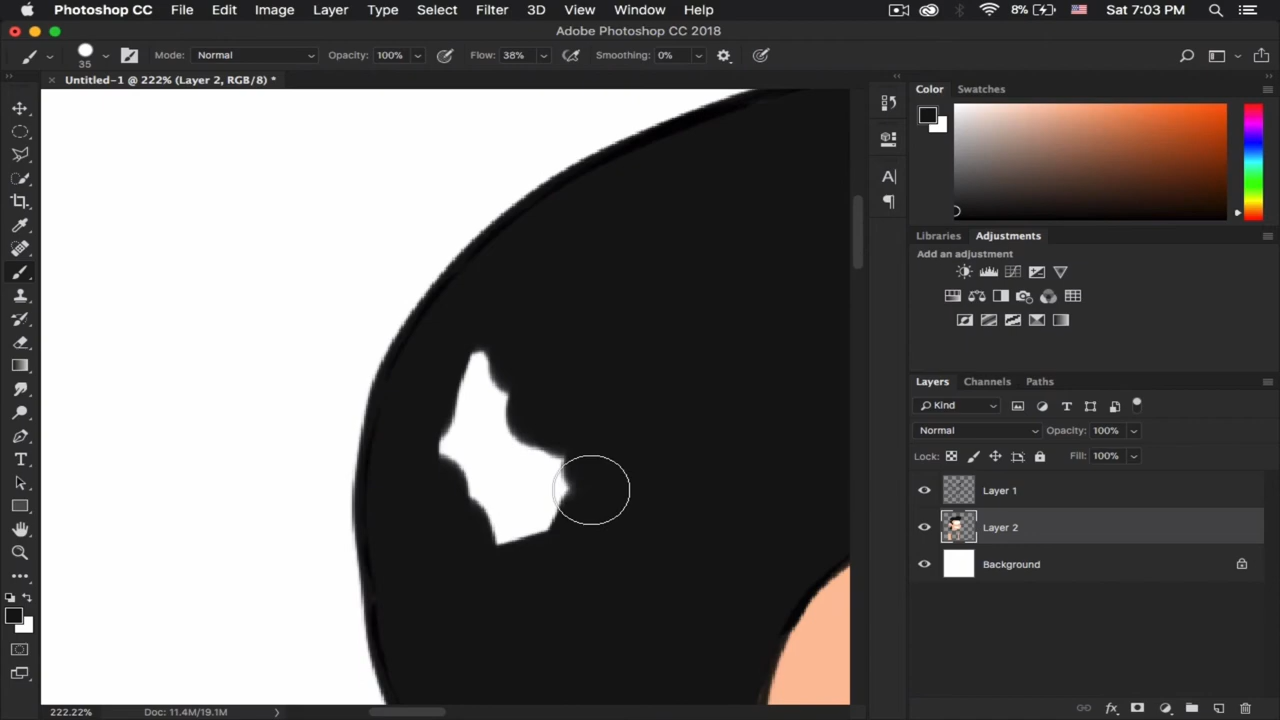 Photoshop CC File Edit Image Layer Type Select Filter 3D View Window Help 8% Sat 7:03 PM
Adobe Photoshop CC 2018
35 Mode: Normal Opacity: 100% Flow: 38% Smoothing: 0%
Untitled-1 @ 222% (Layer 2, RGB/8) *
Color Swatches
Libraries Adjustments
Add an adjustment
Layers Channels Paths
Kind
Normal Opacity: 100%
Lock: Fill: 100%
Layer 1
Layer 2
Background
222.22% Doc: 11.4M/19.1M